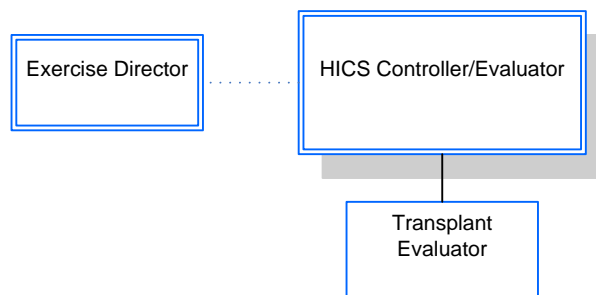 Exercise Director
HICS Controller/Evaluator
Transplant
Evaluator